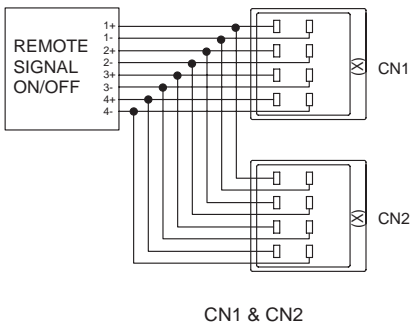 REMOTE
SIGNAL
ON/OFF
1+
1-
2+
2-
3+
3-
4+
4-
CN1
CN2
CN1 & CN2